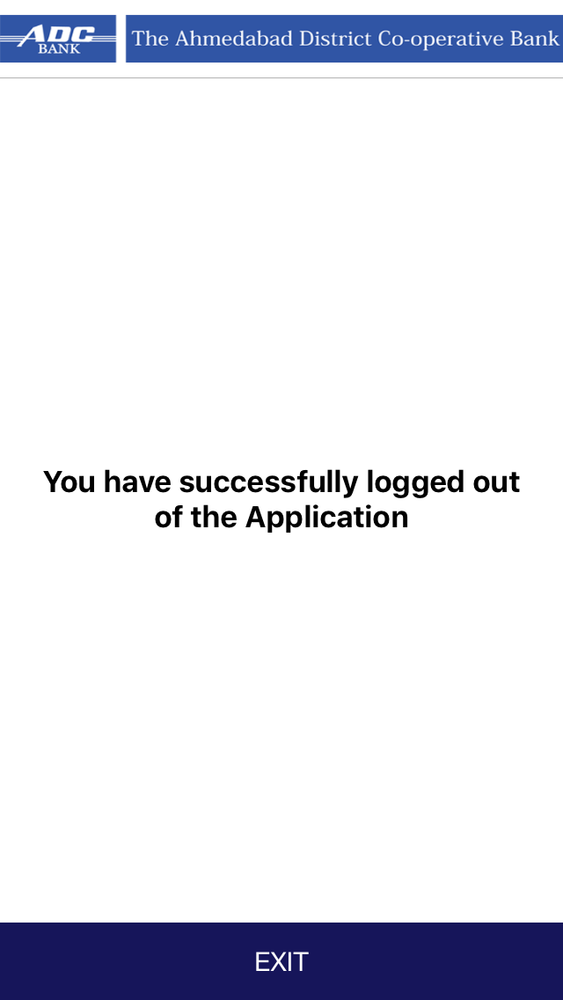 ADC
BANK
The Ahmedabad District Co-operative Bank
You have successfully logged out
of the Application
EXIT